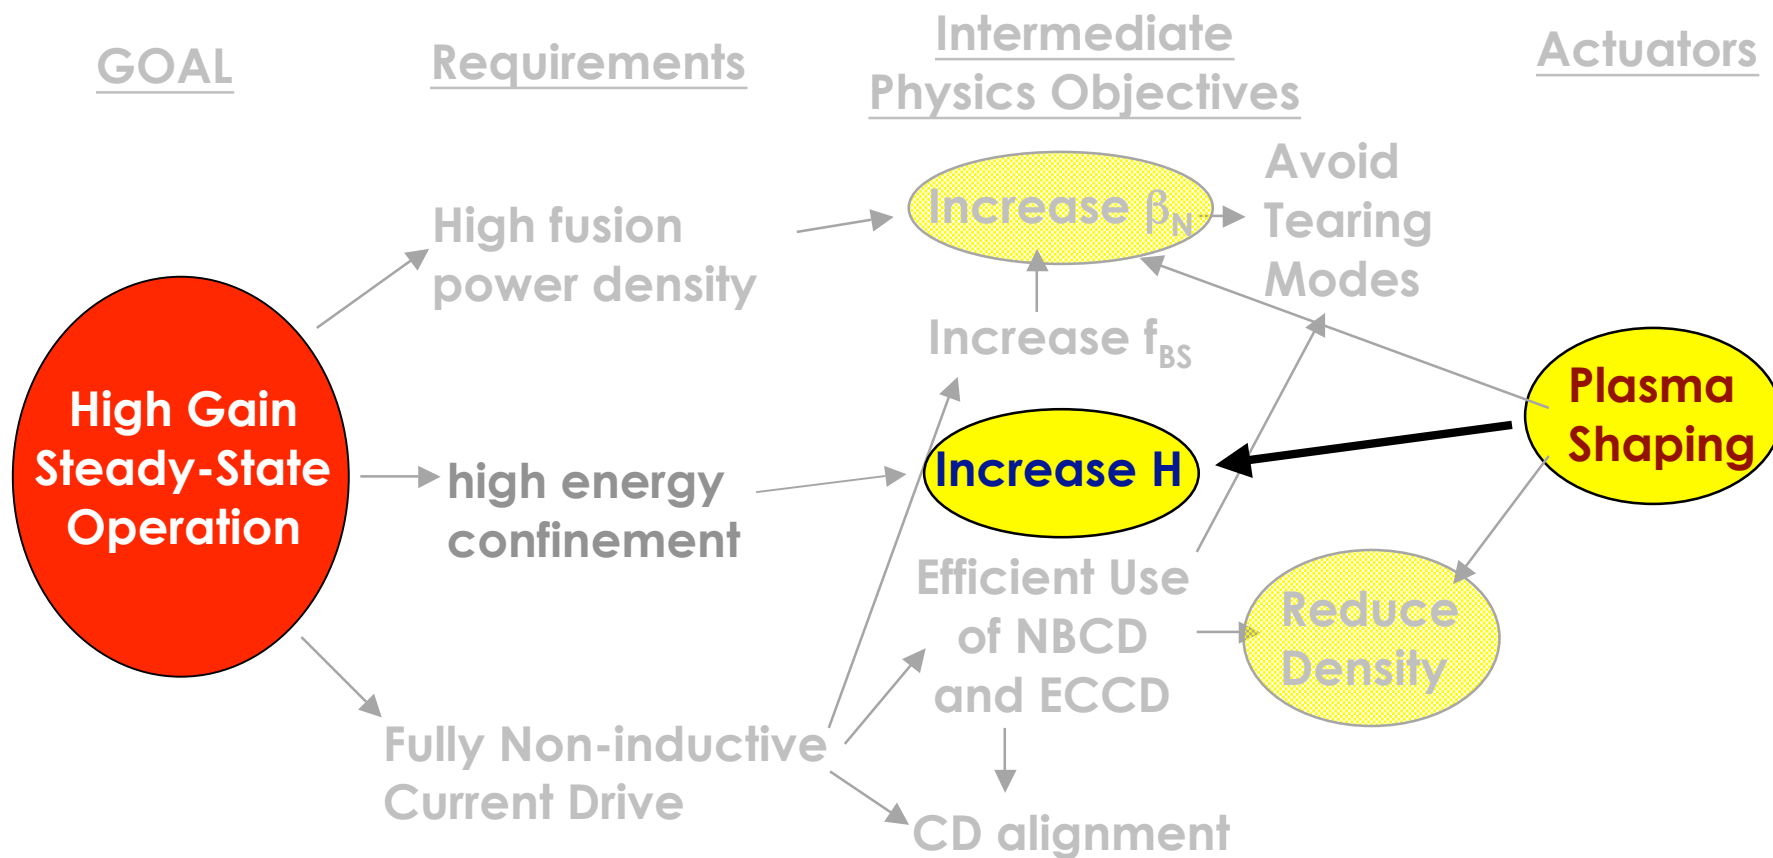 GOAL
Requirements
Intermediate
Physics Objectives
Actuators
High Gain
Steady-State
Operation
High fusion
power density
high energy
confinement
Fully Non-inductive
Current Drive
Increase β_N
Avoid
Tearing
Modes
Increase f_BS
Increase H
Efficient Use
of NBCD
and ECCD
Reduce
Density
CD alignment
Plasma
Shaping